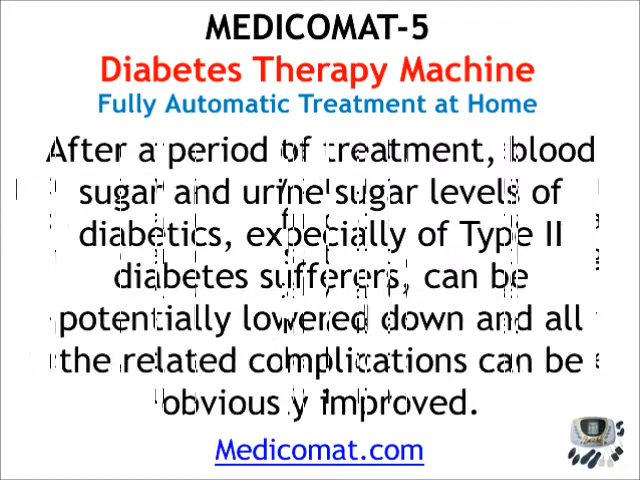 MEDICOMAT-5
Diabetes Therapy Machine
Fully Automatic Treatment at Home
After a period of treatment, blood
sugar and urine sugar levels of
diabetics, expecially of Type II
diabetes sufferers, can be
potentially lowered down and all
the related complications can be
obvious y improved.
Medicomat.com